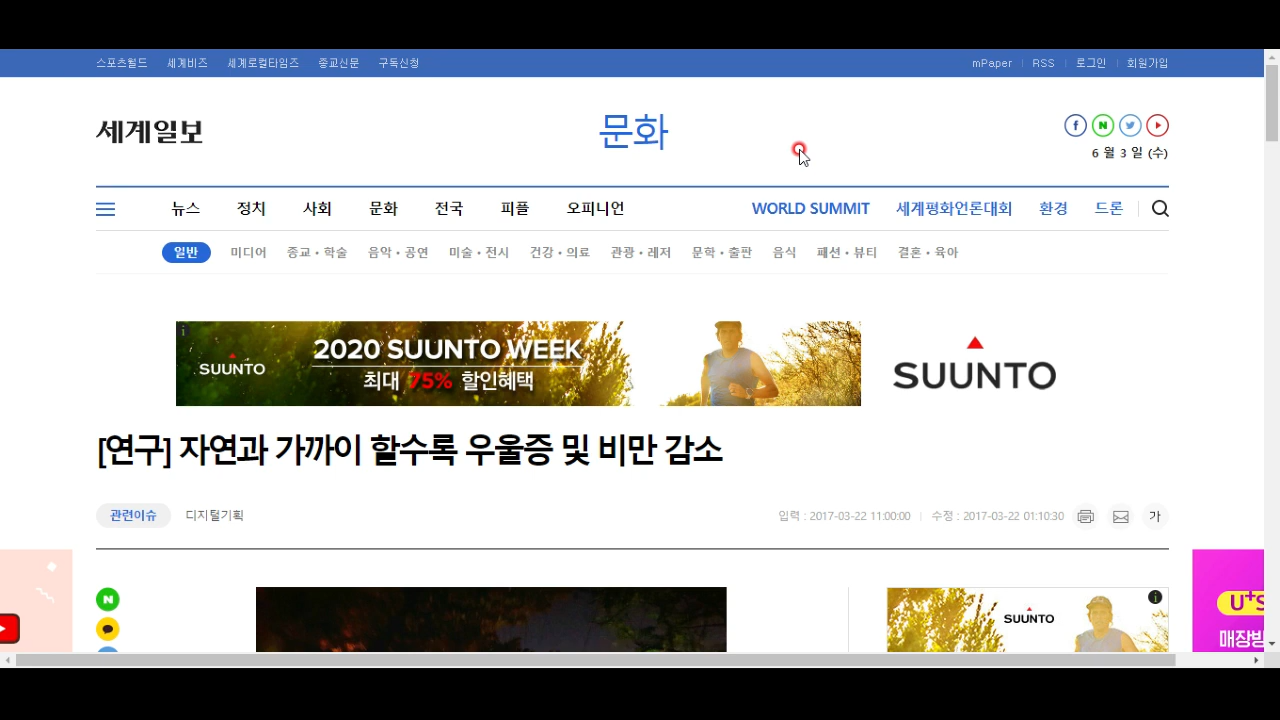 스포츠월드 세계비즈 세계로컬타임즈 종교신문 구독신청 mPaper RSS 로그인 회원가입
세계일보 문화
6 월 3 일 (수)
뉴스 정치 사회 문화 전국 피플 오피니언 WORLD SUMMIT 세계평화언론대회 환경 드론
일반 미디어 종교 • 학술 음악 • 공연 미술 • 전시 건강 • 의료 관광 • 레저 문학 • 출판 음식 패션 • 뷰티 결혼 • 육아
2020 SUUNTO WEEK
SUUNTO
최대 75% 할인혜택
SUUNTO
[연구] 자연과 가까이 할수록 우울증 및 비만 감소
관련이슈 디지털기획 입력 : 2017-03-22 11:00:00 수정 : 2017-03-22 01:10:30 가
SUUNTO
U+